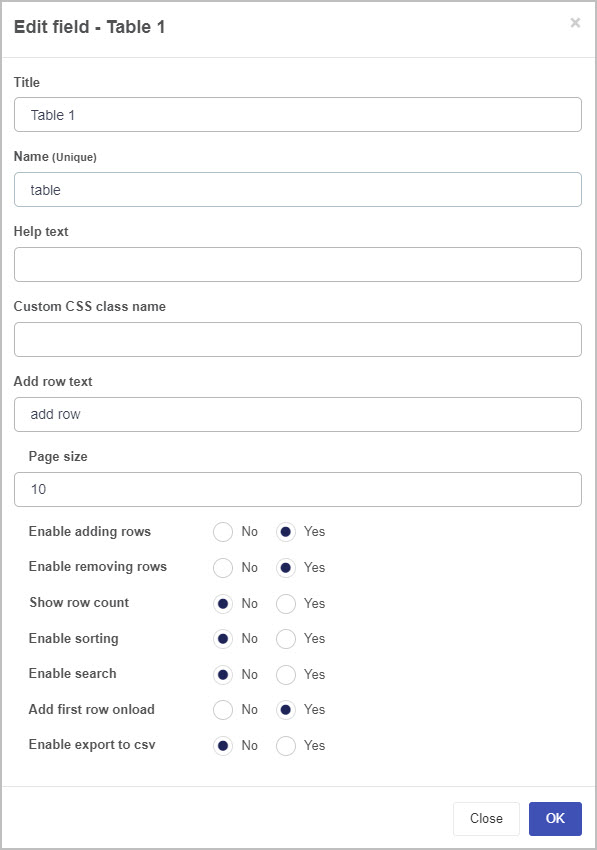 Edit field - Table 1 ×
Title
Table 1
Name (Unique)
table
Help text
Custom CSS class name
Add row text
add row
Page size
10
Enable adding rows No Yes
Enable removing rows No Yes
Show row count No Yes
Enable sorting No Yes
Enable search No Yes
Add first row onload No Yes
Enable export to csv No Yes
Close OK